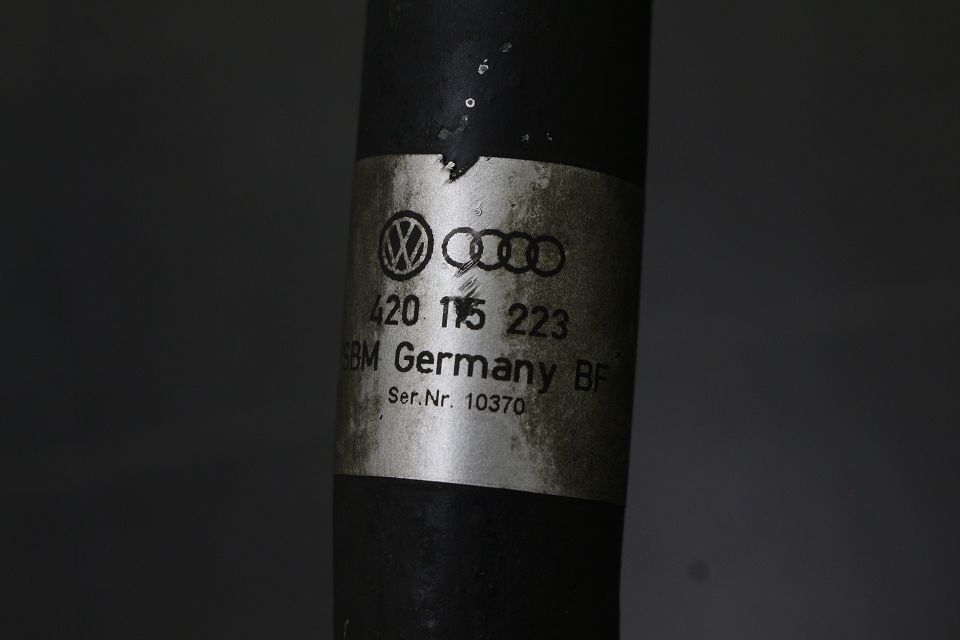 420 115 223
SBM Germany BF
Ser.Nr. 10370